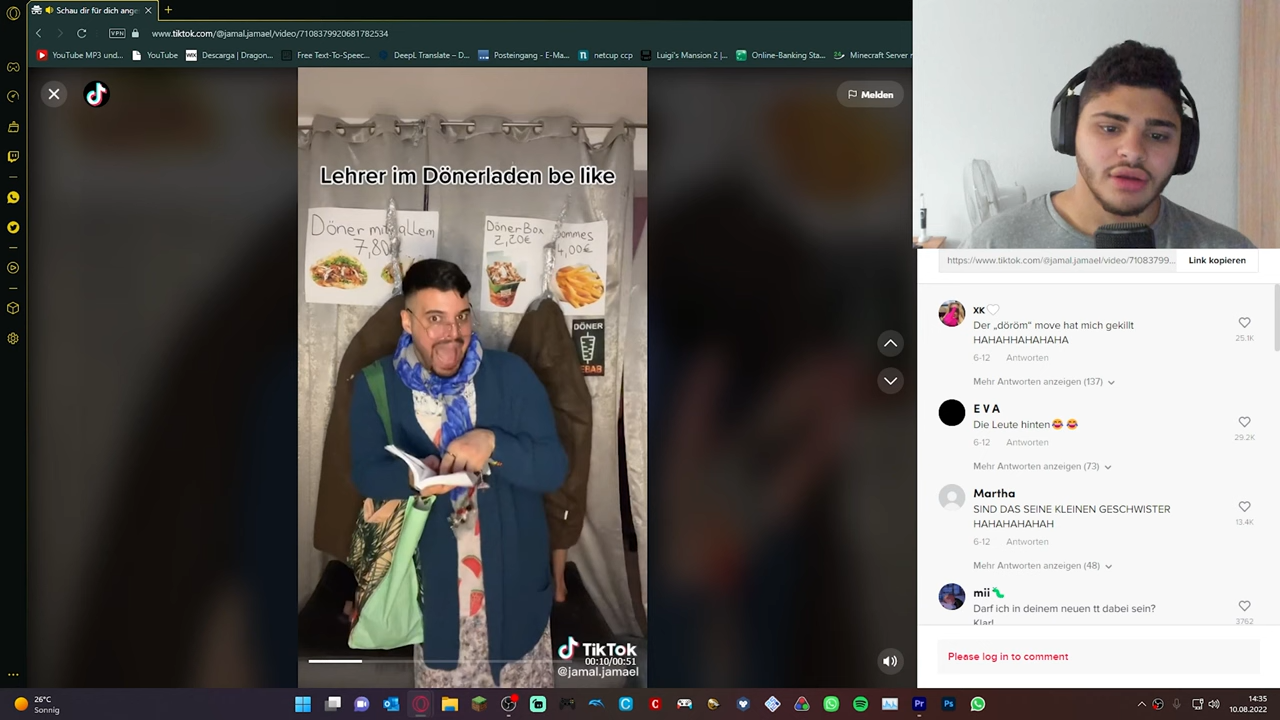 Schau dir für dich ange
VPN
www.tiktok.com/@jamal.jamael/video/7108379920681782534
YouTube MP3 und...
YouTube
WIX
Descarga | Dragon...
Free Text-To-Speec...
DeepL Translate – D...
Posteingang - E-Ma...
netcup ccp
Luigi's Mansion 2 |...
Online-Banking Sta...
Minecraft Server
Melden
Lehrer im Dönerladen be like
Döner mit allem
7,80
DönerBox
2,20€
Pommes
4,00€
DÖNER
KEBAB
TikTok
00:10/00:51
@jamal.jamael
https://www.tiktok.com/@jamal.jamael/video/71083799...
Link kopieren
XK
Der „döröm“ move hat mich gekillt
HAHAHHAHAHAHA
25.1K
6-12 Antworten
Mehr Antworten anzeigen (137)
E V A
Die Leute hinten😂😂
29.2K
6-12 Antworten
Mehr Antworten anzeigen (73)
Martha
SIND DAS SEINE KLEINEN GESCHWISTER
HAHAHAHAHAH
13.4K
6-12 Antworten
Mehr Antworten anzeigen (48)
mii
Darf ich in deinem neuen tt dabei sein?
Klar!
3762
Please log in to comment
26°C
Sonnig
14:35
10.08.2022